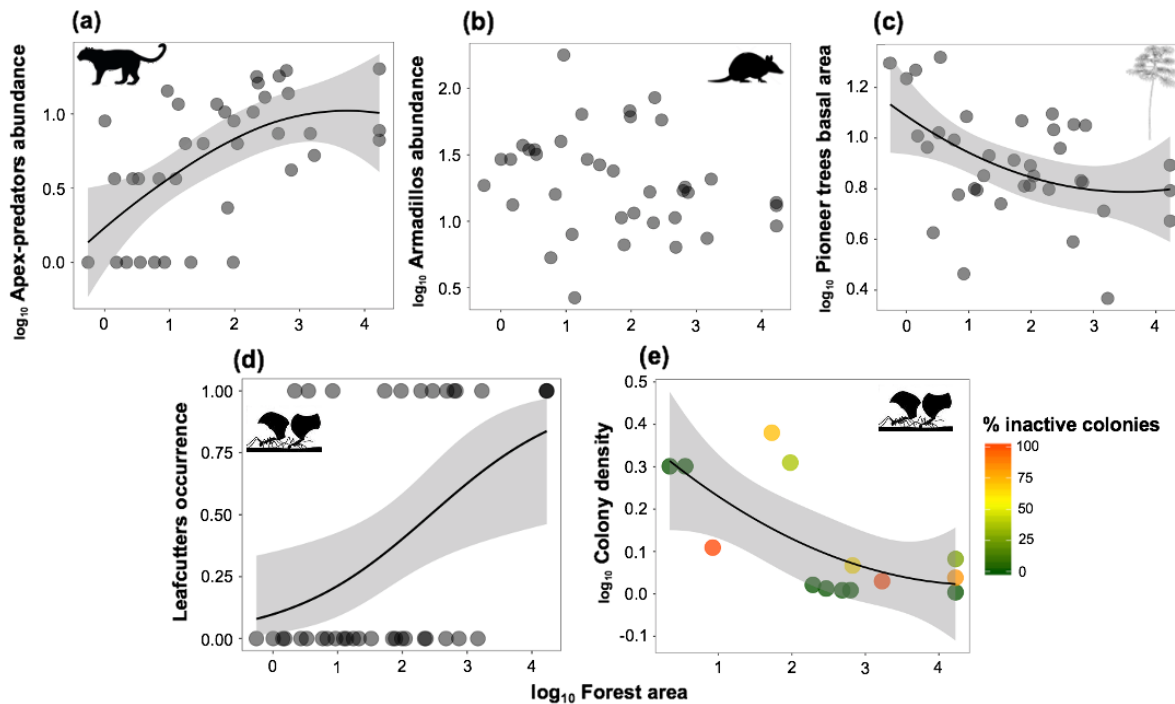 (a)
log10 Apex-predators abundance
1.0
0.5
0.0
0 1 2 3 4
(b)
log10 Armadillos abundance
2.0
1.5
1.0
0.5
0 1 2 3 4
(c)
log10 Pioneer trees basal area
1.2
1.0
0.8
0.6
0.4
0 1 2 3 4
(d)
Leafcutters occurrence
1.00
0.75
0.50
0.25
0.00
0 1 2 3 4
(e)
log10 Colony density
0.5
0.4
0.3
0.2
0.1
0.0
-0.1
1 2 3 4
% inactive colonies
100
75
50
25
0
log10 Forest area